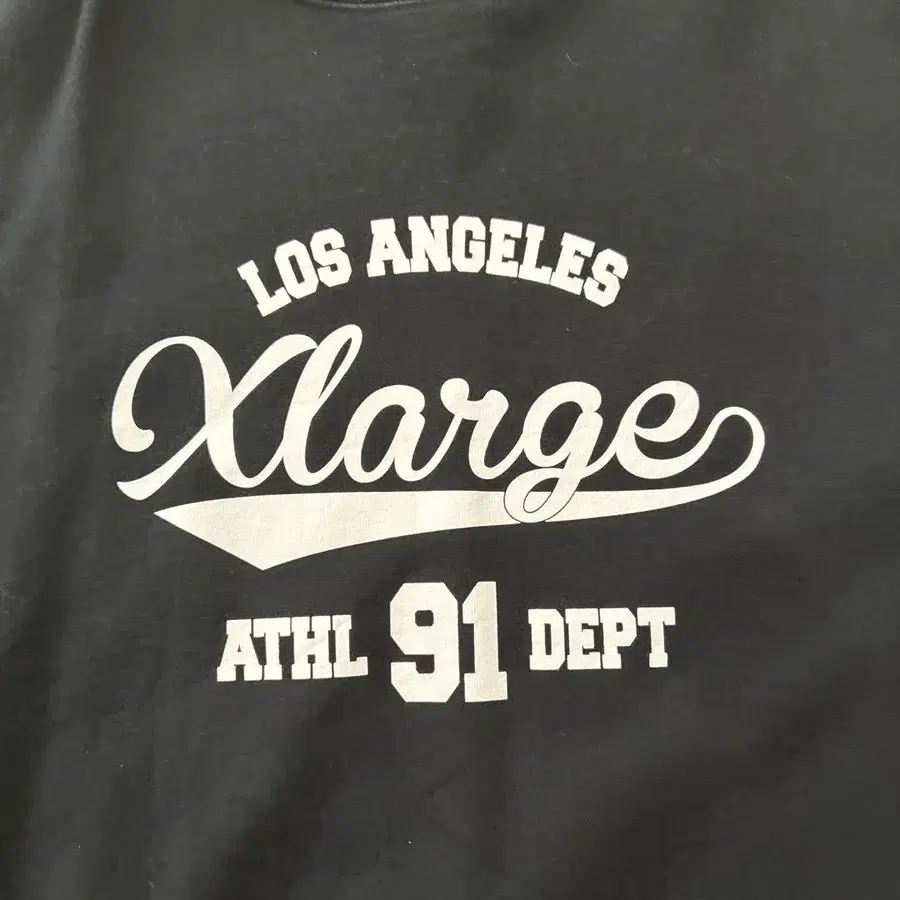 LOS ANGELES
Xlarge
ATHL 91 DEPT